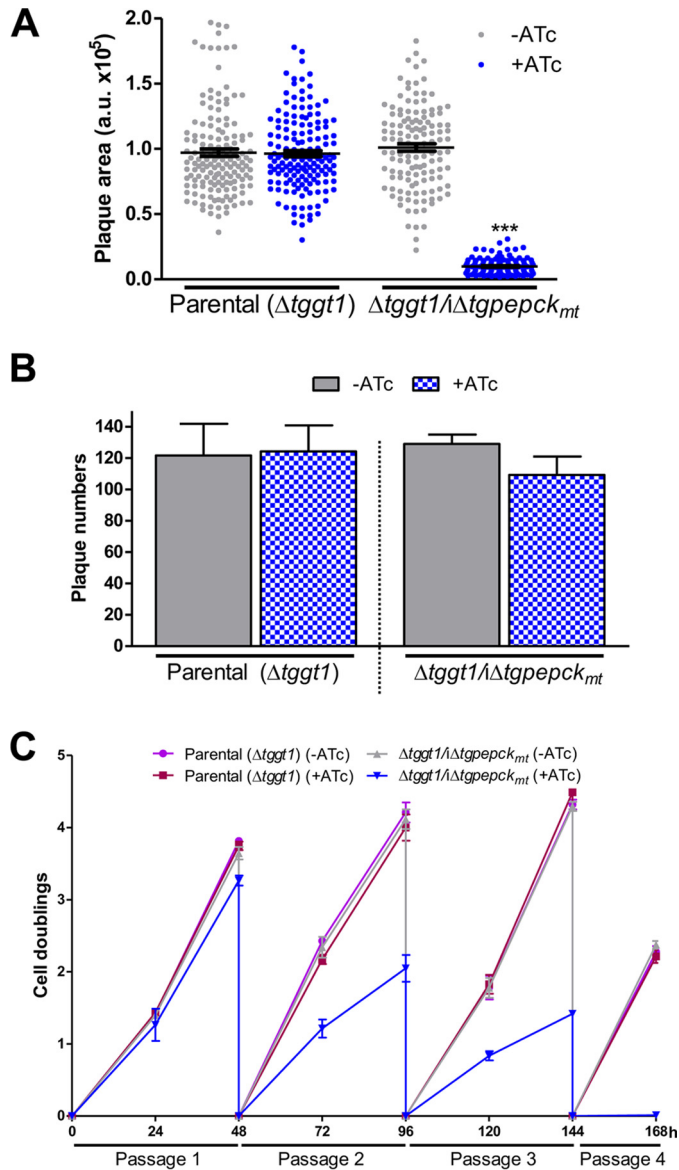 A
Plaque area (a.u. x10⁵)
2.0
1.5
1.0
0.5
0.0
-ATc
+ATc
***
Parental (Δtggt1)
Δtggt1/iΔtgpepckmt
B
-ATc
+ATc
Plaque numbers
140
120
100
80
60
40
20
0
Parental (Δtggt1)
Δtggt1/iΔtgpepckmt
C
Cell doublings
5
4
3
2
1
0
Parental (Δtggt1) (-ATc)
Δtggt1/iΔtgpepckmt (-ATc)
Parental (Δtggt1) (+ATc)
Δtggt1/iΔtgpepckmt (+ATc)
0 24 48 72 96 120 144 168h
Passage 1 Passage 2 Passage 3 Passage 4